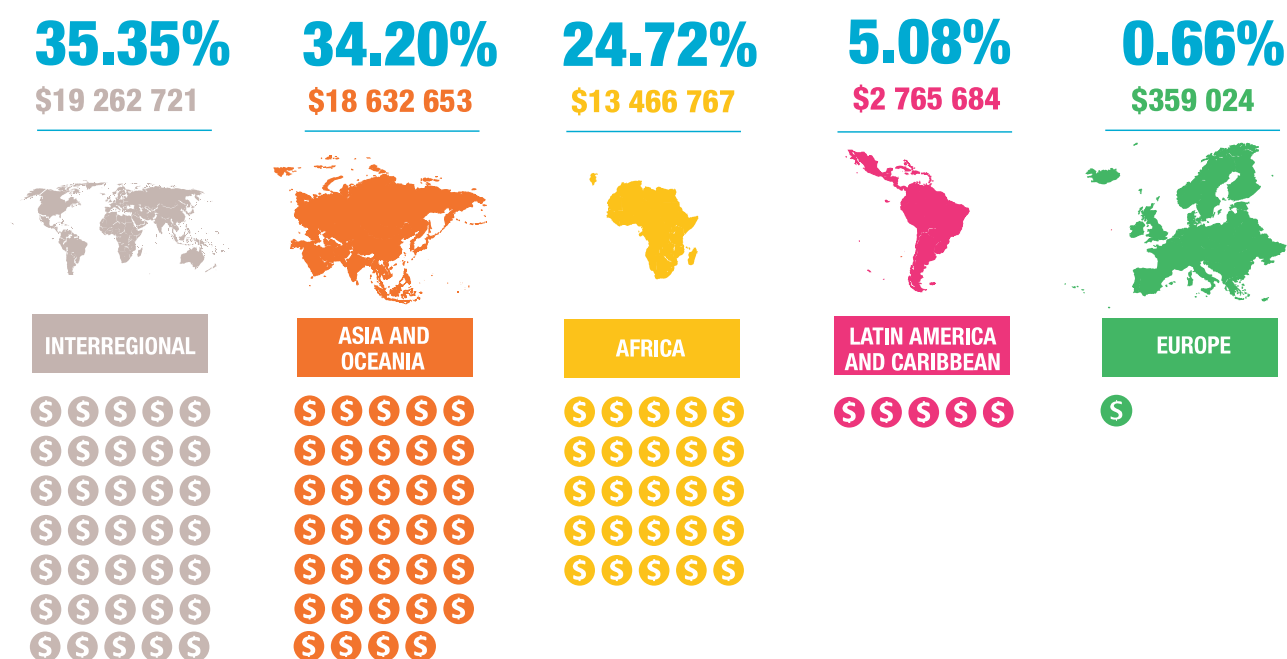 35.35%
$19 262 721
INTERREGIONAL
34.20%
$18 632 653
ASIA AND
OCEANIA
24.72%
$13 466 767
AFRICA
5.08%
$2 765 684
LATIN AMERICA
AND CARIBBEAN
0.66%
$359 024
EUROPE
$ $ $ $ $
$ $ $ $ $
$ $ $ $ $
$ $ $ $ $
$ $ $ $ $
$ $ $ $ $
$ $ $ $ $
$ $ $ $ $
$ $ $ $ $
$ $ $ $ $
$ $ $ $ $
$ $ $ $ $
$ $ $ $ $
$ $ $ $
$ $ $ $ $
$ $ $ $ $
$ $ $ $ $
$ $ $ $ $
$ $ $ $ $
$ $ $ $ $
$